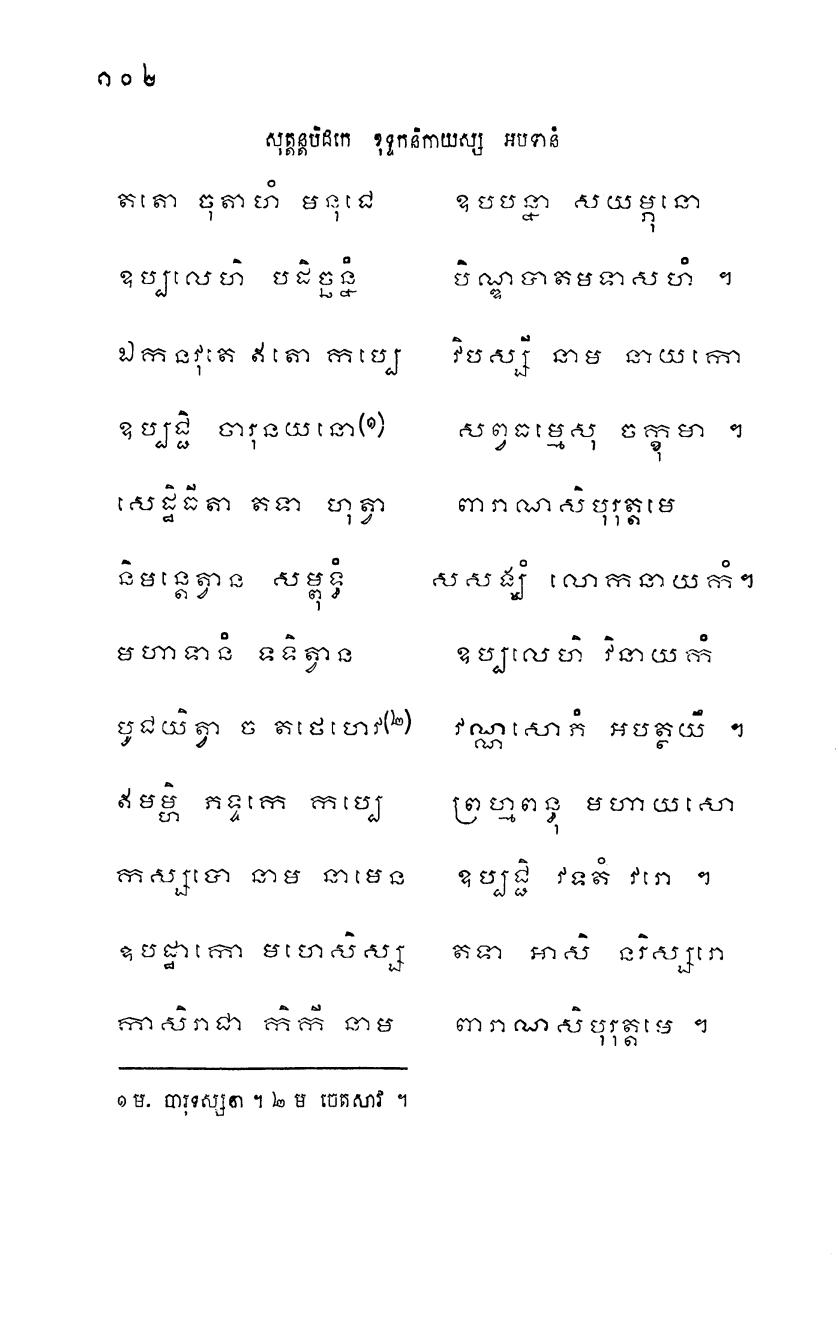 ១០២
សុត្តន្តបិដកេ ខុទ្ទកនិកាយស្ស អបទានំ
តតោ ចុតាហំ មនុជេ ឧបបន្នា សយម្ភុនោ
ឧប្បលេហិ បដិច្ឆន្នំ បិណ្ឌបាតមទាសហំ ។
ឯកនវុតេ ឥតោ កប្បេ វិបស្សី នាម នាយកោ
ឧប្បជ្ជិ ចារុនយនោ(១) សព្វធម្មេសុ ចក្ខុមា ។
សេដ្ឋិធីតា តទា ហុត្វា ពារាណសិបុរុត្តមេ
និមន្តេត្វាន សម្ពុទ្ធំ សសង្ឃំ លោកនាយកំ។
មហាទានំ ទទិត្វាន ឧប្បលេហិ វិនាយកំ
បូជយិត្វា ច តថេហេវ(២) វណ្ណសោភំ អបត្ថយឹ ។
ឥមម្ហិ ភទ្ទកេ កប្បេ ព្រហ្មពន្ធុ មហាយសោ
កស្សបោ នាម នាមេន ឧប្បជ្ជិ វទតំ វរោ ។
ឧបដ្ឋាកោ មហេសិស្ស តទា អាសិ នរិស្សរោ
កាសិរាជា កិកី នាម ពារាណសិបុរុត្តមេ ។
១ ម. ចារុទស្សនោ ។ ២ ម ចេតសាវ ។